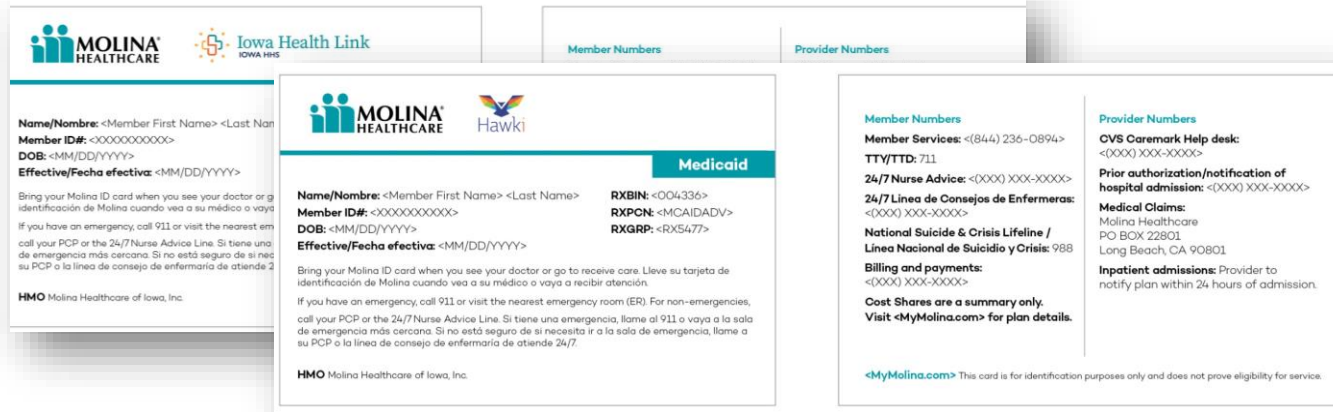 MOLINA
HEALTHCARE
Iowa Health Link
IOWA HHS
Name/Nombre: <Member First Name> <Last Nam
Member ID#: <XXXXXXXXXX>
DOB: <MM/DD/YYYY>
Effective/Fecha efectiva: <MM/DD/YYYY>
Bring your Molina ID card when you see your doctor or g
identificación de Molina cuando vea a su médico o vaya
If you have an emergency, call 911 or visit the nearest em
call your PCP or the 24/7 Nurse Advice Line. Si tiene una
de emergencia más cercana. Si no está seguro de si nec
su PCP o la línea de consejo de enfermaría de atiende 2
HMO Molina Healthcare of Iowa, Inc.
Member Numbers
Provider Numbers
MOLINA
HEALTHCARE
Hawki
Medicaid
Name/Nombre: <Member First Name> <Last Name>
Member ID#: <XXXXXXXXXX>
DOB: <MM/DD/YYYY>
Effective/Fecha efectiva: <MM/DD/YYYY>
RXBIN: <004336>
RXPCN: <MCAIDADV>
RXGRP: <RX5477>
Bring your Molina ID card when you see your doctor or go to receive care. Lleve su tarjeta de
identificación de Molina cuando vea a su médico o vaya a recibir atención.
If you have an emergency, call 911 or visit the nearest emergency room (ER). For non-emergencies,
call your PCP or the 24/7 Nurse Advice Line. Si tiene una emergencia, llame al 911 o vaya a la sala
de emergencia más cercana. Si no está seguro de si necesita ir a la sala de emergencia, llame a
su PCP o la línea de consejo de enfermaría de atiende 24/7.
HMO Molina Healthcare of Iowa, Inc.
Member Numbers
Member Services: <(844) 236-0894>
TTY/TTD: 711
24/7 Nurse Advice: <(XXX) XXX-XXXX>
24/7 Linea de Consejos de Enfermeras:
<(XXX) XXX-XXXX>
National Suicide & Crisis Lifeline /
Línea Nacional de Suicidio y Crisis: 988
Billing and payments:
<(XXX) XXX-XXXX>
Cost Shares are a summary only.
Visit <MyMolina.com> for plan details.
Provider Numbers
CVS Caremark Help desk:
<(XXX) XXX-XXXX>
Prior authorization/notification of
hospital admission: <(XXX) XXX-XXXX>
Medical Claims:
Molina Healthcare
PO BOX 22801
Long Beach, CA 90801
Inpatient admissions: Provider to
notify plan within 24 hours of admission.
<MyMolina.com> This card is for identification purposes only and does not prove eligibility for service.